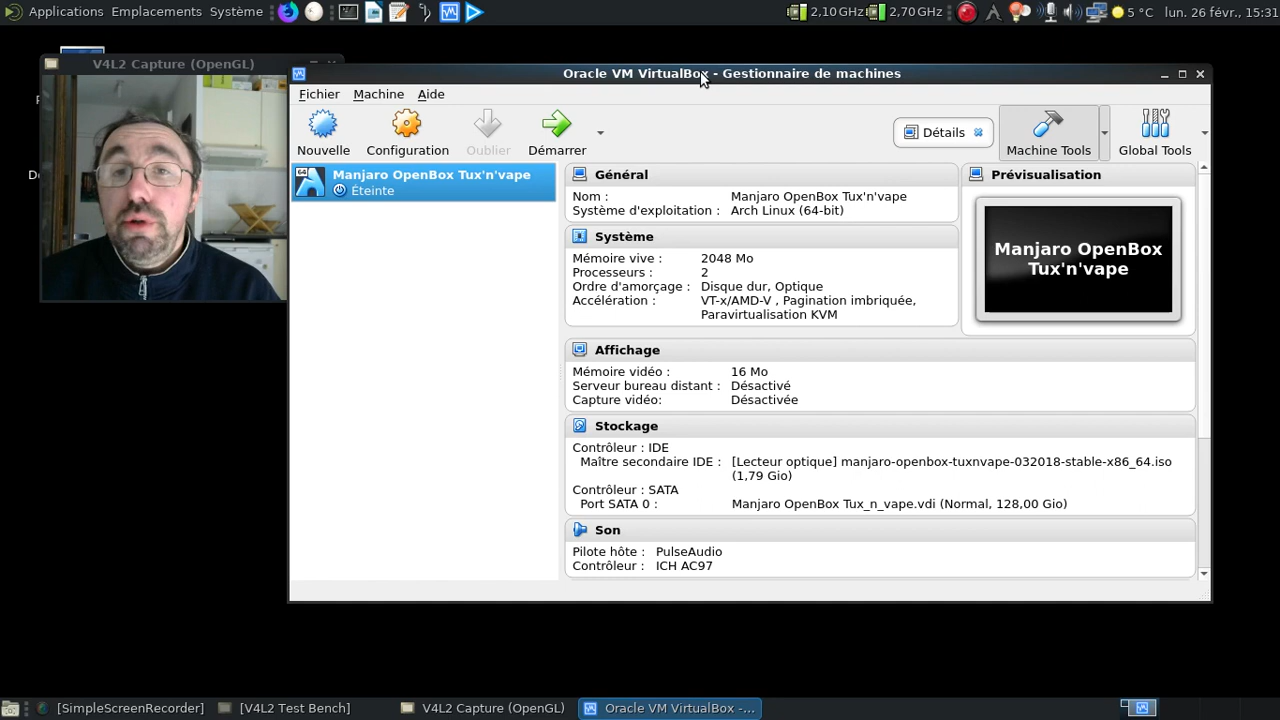 Applications Emplacements Système 2,10 GHz 2,70 GHz 5 °C lun. 26 févr., 15:31
V4L2 Capture (OpenGL)
Oracle VM VirtualBox - Gestionnaire de machines
Fichier Machine Aide
Nouvelle Configuration Oublier Démarrer Détails Machine Tools Global Tools
64 Manjaro OpenBox Tux'n'vape
Éteinte
Général
Nom : Manjaro OpenBox Tux'n'vape
Système d'exploitation : Arch Linux (64-bit)
Système
Mémoire vive : 2048 Mo
Processeurs : 2
Ordre d'amorçage : Disque dur, Optique
Accélération : VT-x/AMD-V , Pagination imbriquée,
Paravirtualisation KVM
Prévisualisation
Manjaro OpenBox
Tux'n'vape
Affichage
Mémoire vidéo : 16 Mo
Serveur bureau distant : Désactivé
Capture vidéo: Désactivée
Stockage
Contrôleur : IDE
Maître secondaire IDE : [Lecteur optique] manjaro-openbox-tuxnvape-032018-stable-x86_64.iso
(1,79 Gio)
Contrôleur : SATA
Port SATA 0 : Manjaro OpenBox Tux_n_vape.vdi (Normal, 128,00 Gio)
Son
Pilote hôte : PulseAudio
Contrôleur : ICH AC97
[SimpleScreenRecorder] [V4L2 Test Bench] V4L2 Capture (OpenGL) Oracle VM VirtualBox -...